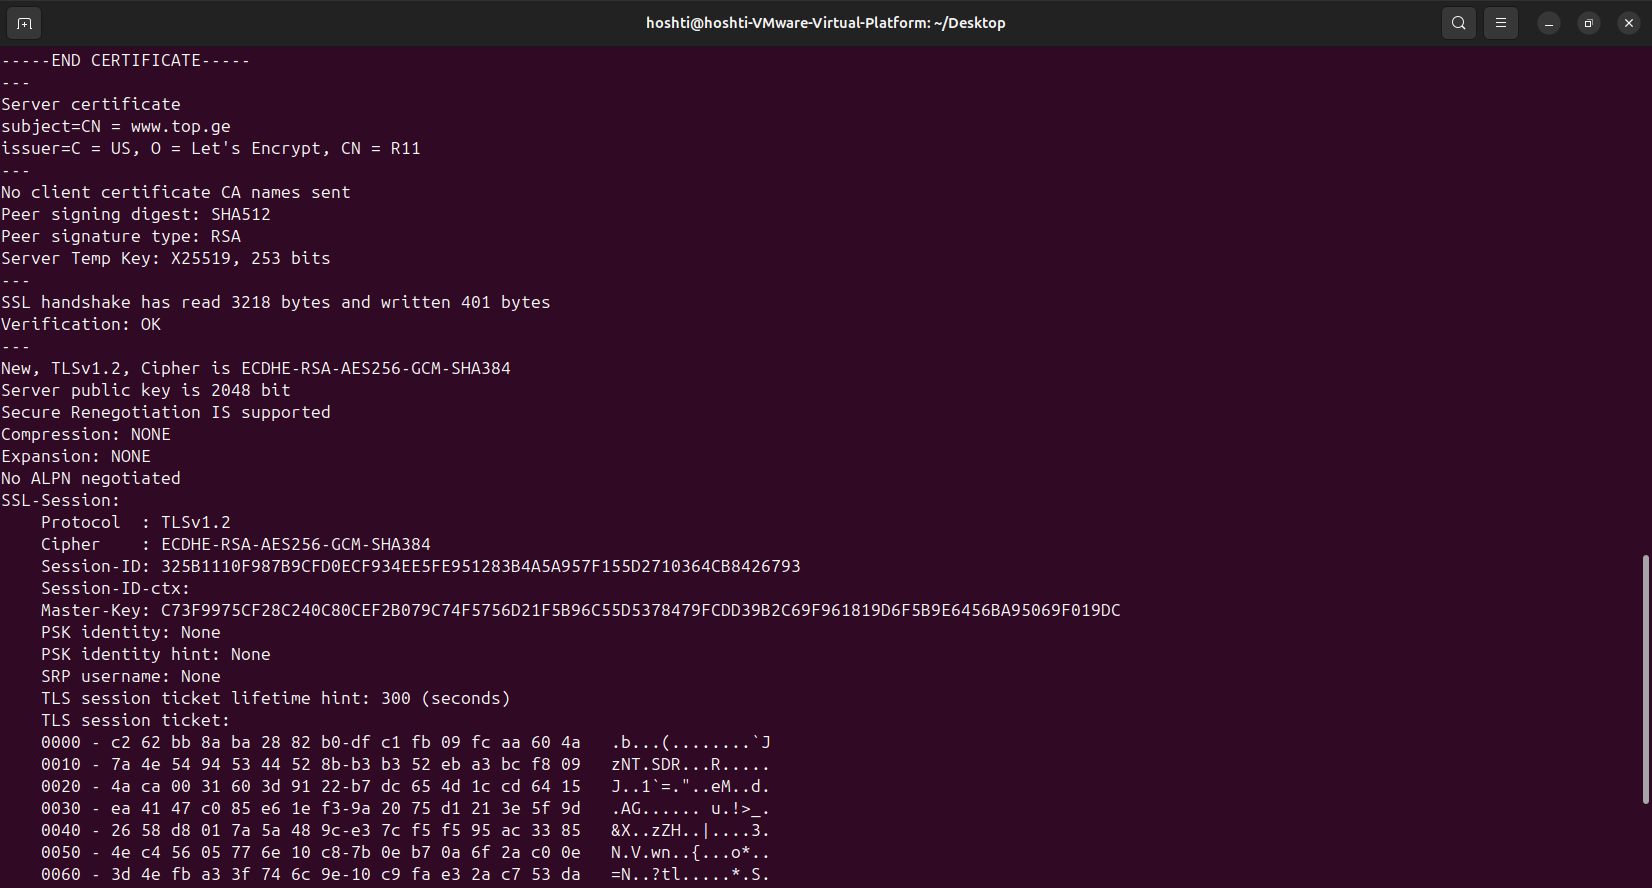 hoshti@hoshti-VMware-Virtual-Platform: ~/Desktop
-----END CERTIFICATE-----
---
Server certificate
subject=CN = www.top.ge
issuer=C = US, O = Let's Encrypt, CN = R11
---
No client certificate CA names sent
Peer signing digest: SHA512
Peer signature type: RSA
Server Temp Key: X25519, 253 bits
---
SSL handshake has read 3218 bytes and written 401 bytes
Verification: OK
---
New, TLSv1.2, Cipher is ECDHE-RSA-AES256-GCM-SHA384
Server public key is 2048 bit
Secure Renegotiation IS supported
Compression: NONE
Expansion: NONE
No ALPN negotiated
SSL-Session:
    Protocol  : TLSv1.2
    Cipher    : ECDHE-RSA-AES256-GCM-SHA384
    Session-ID: 325B1110F987B9CFD0ECF934EE5FE951283B4A5A957F155D2710364CB8426793
    Session-ID-ctx:
    Master-Key: C73F9975CF28C240C80CEF2B079C74F5756D21F5B96C55D5378479FCDD39B2C69F961819D6F5B9E6456BA95069F019DC
    PSK identity: None
    PSK identity hint: None
    SRP username: None
    TLS session ticket lifetime hint: 300 (seconds)
    TLS session ticket:
    0000 - c2 62 bb 8a ba 28 82 b0-df c1 fb 09 fc aa 60 4a   .b...(........`J
    0010 - 7a 4e 54 94 53 44 52 8b-b3 b3 52 eb a3 bc f8 09   zNT.SDR...R.....
    0020 - 4a ca 00 31 60 3d 91 22-b7 dc 65 4d 1c cd 64 15   J..1`=."..eM..d.
    0030 - ea 41 47 c0 85 e6 1e f3-9a 20 75 d1 21 3e 5f 9d   .AG...... u.!>_.
    0040 - 26 58 d8 01 7a 5a 48 9c-e3 7c f5 f5 95 ac 33 85   &X..zZH..|....3.
    0050 - 4e c4 56 05 77 6e 10 c8-7b 0e b7 0a 6f 2a c0 0e   N.V.wn..{...o*..
    0060 - 3d 4e fb a3 3f 74 6c 9e-10 c9 fa e3 2a c7 53 da   =N..?tl.....*.S.